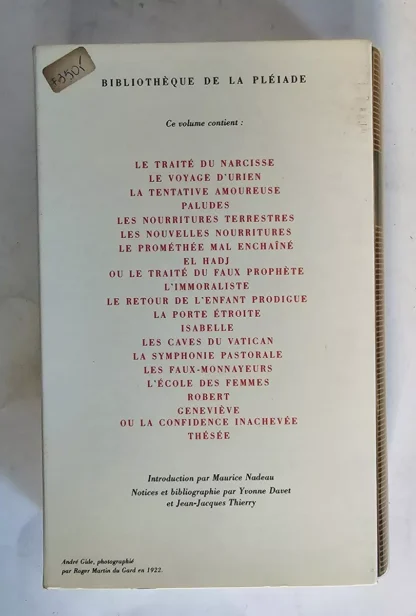 BIBLIOTHÈQUE DE LA PLÉIADE
Ce volume contient :
LE TRAITÉ DU NARCISSE
LE VOYAGE D'URIEN
LA TENTATIVE AMOUREUSE
PALUDES
LES NOURRITURES TERRESTRES
LES NOUVELLES NOURRITURES
LE PROMÉTHÉE MAL ENCHAÎNÉ
EL HADJ
OU LE TRAITÉ DU FAUX PROPHÈTE
L'IMMORALISTE
LE RETOUR DE L'ENFANT PRODIGUE
LA PORTE ÉTROITE
ISABELLE
LES CAVES DU VATICAN
LA SYMPHONIE PASTORALE
LES FAUX-MONNAYEURS
L'ÉCOLE DES FEMMES
ROBERT
GENEVIÈVE
OU LA CONFIDENCE INACHEVÉE
THÉSÉE
Introduction par Maurice Nadeau
Notices et bibliographie par Yvonne Davet
et Jean-Jacques Thierry
André Gide, photographié
par Roger Martin du Gard en 1922.